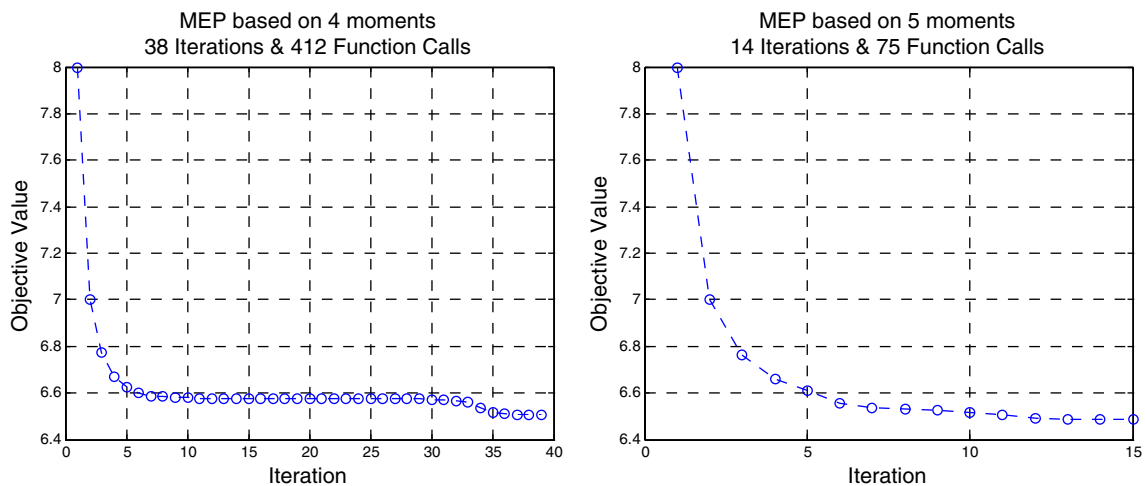 MEP based on 4 moments
38 Iterations & 412 Function Calls
8
7.8
7.6
7.4
7.2
7
6.8
6.6
6.4
0 5 10 15 20 25 30 35 40
Objective Value
Iteration
MEP based on 5 moments
14 Iterations & 75 Function Calls
8
7.8
7.6
7.4
7.2
7
6.8
6.6
6.4
0 5 10 15
Objective Value
Iteration